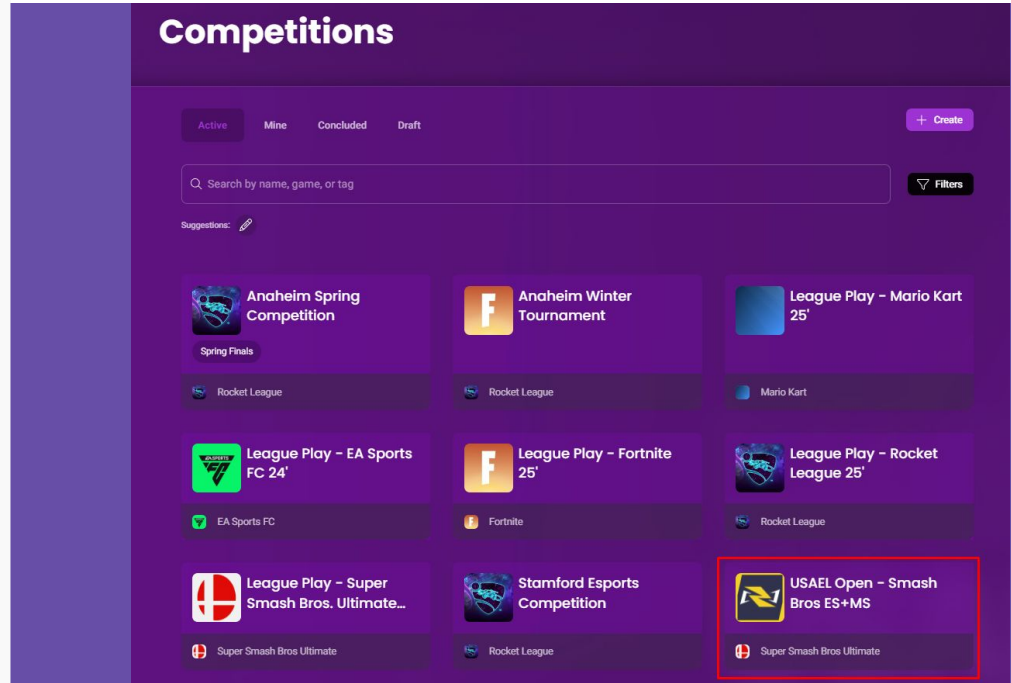 Competitions
Active Mine Concluded Draft
+ Create
Search by name, game, or tag
Filters
Suggestions:
Anaheim Spring
Competition
Spring Finals
Rocket League
F
Anaheim Winter
Tournament
Rocket League
League Play - Mario Kart
25'
Mario Kart
EA SPORTS
FC
League Play - EA Sports
FC 24'
EA Sports FC
F
League Play - Fortnite
25'
Fortnite
League Play - Rocket
League 25'
Rocket League
League Play - Super
Smash Bros. Ultimate...
Super Smash Bros Ultimate
Stamford Esports
Competition
Rocket League
USAEL Open - Smash
Bros ES+MS
Super Smash Bros Ultimate